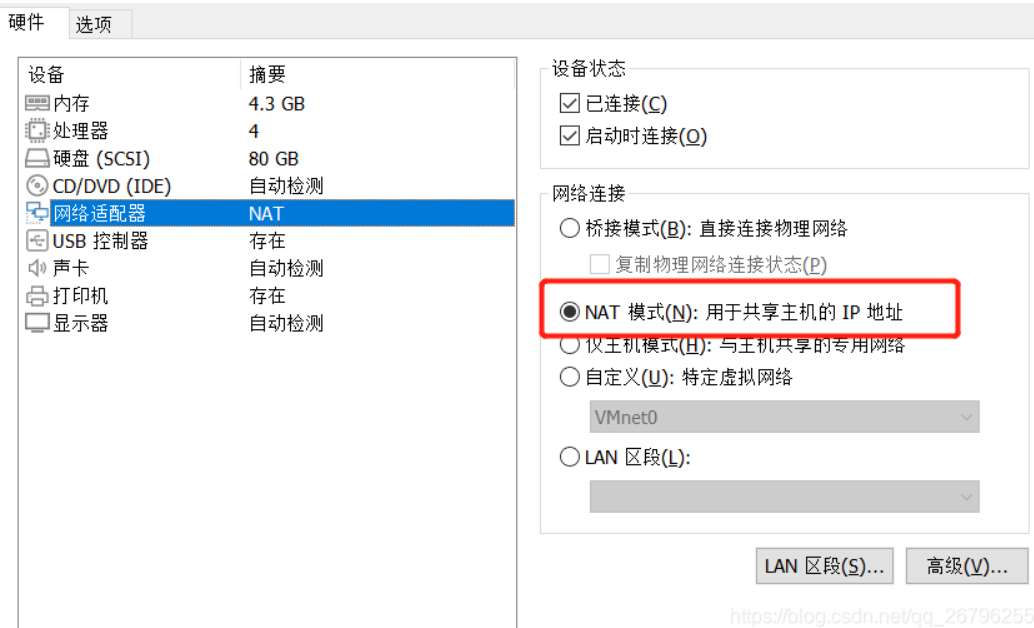 硬件 选项
设备 摘要
内存 4.3 GB
处理器 4
硬盘 (SCSI) 80 GB
CD/DVD (IDE) 自动检测
网络适配器 NAT
USB 控制器 存在
声卡 自动检测
打印机 存在
显示器 自动检测
设备状态
已连接(C)
启动时连接(O)
网络连接
桥接模式(B): 直接连接物理网络
复制物理网络连接状态(P)
NAT 模式(N): 用于共享主机的 IP 地址
仅主机模式(H): 与主机共享的专用网络
自定义(U): 特定虚拟网络
VMnet0
LAN 区段(L):
LAN 区段(S)... 高级(V)...
https://blog.csdn.net/qq_26796255